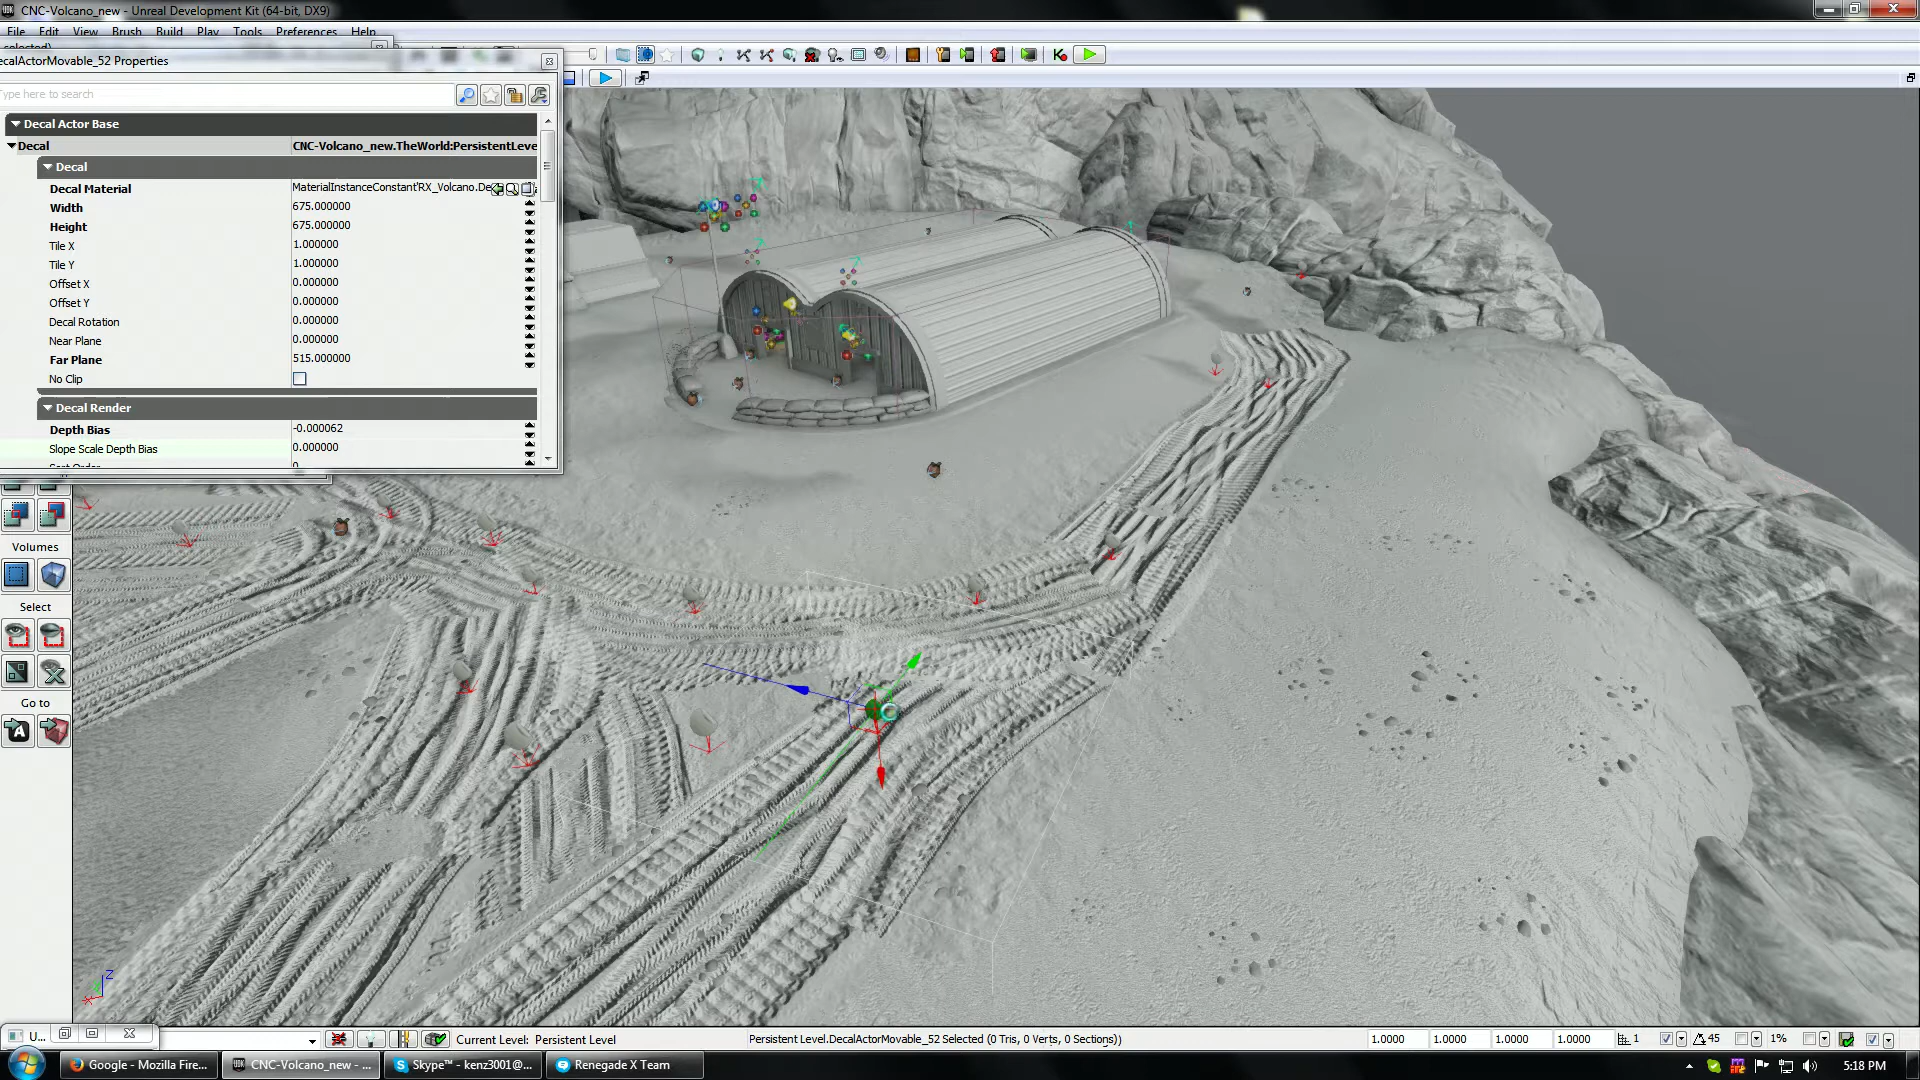 CNC-Volcano_new - Unreal Development Kit (64-bit, DX9)
File Edit View Brush Build Play Tools Preferences Help
selected)
ecalActorMovable_52 Properties
Type here to search
Decal Actor Base
Decal CNC-Volcano_new.TheWorld:PersistentLeve
Decal
Decal Material MaterialInstanceConstant'RX_Volcano.De
Width 675.000000
Height 675.000000
Tile X 1.000000
Tile Y 1.000000
Offset X 0.000000
Offset Y 0.000000
Decal Rotation 0.000000
Near Plane 0.000000
Far Plane 515.000000
No Clip
Decal Render
Depth Bias -0.000062
Slope Scale Depth Bias 0.000000
Sort Order 0
Volumes
Select
Go to
Z
X
U...
Current Level: Persistent Level
Persistent Level.DecalActorMovable_52 Selected (0 Tris, 0 Verts, 0 Sections))
1.0000 1.0000 1.0000 1.0000 1 45 1%
Google - Mozilla Fire...
CNC-Volcano_new - ...
Skype™ - kenz3001@...
Renegade X Team
5:18 PM